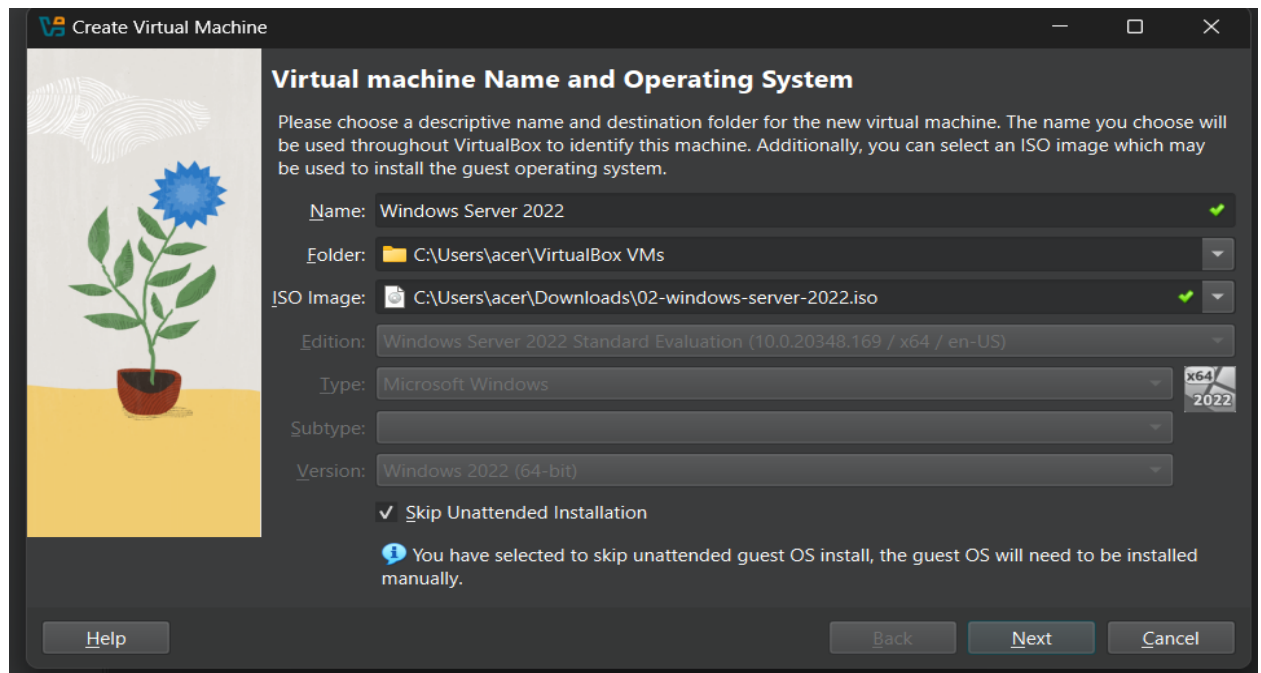 Create Virtual Machine
Virtual machine Name and Operating System
Please choose a descriptive name and destination folder for the new virtual machine. The name you choose will
be used throughout VirtualBox to identify this machine. Additionally, you can select an ISO image which may
be used to install the guest operating system.
Name: Windows Server 2022
Folder: C:\Users\acer\VirtualBox VMs
ISO Image: C:\Users\acer\Downloads\02-windows-server-2022.iso
Edition: Windows Server 2022 Standard Evaluation (10.0.20348.169 / x64 / en-US)
Type: Microsoft Windows
x64
2022
Subtype:
Version: Windows 2022 (64-bit)
Skip Unattended Installation
You have selected to skip unattended guest OS install, the guest OS will need to be installed
manually.
Help Back Next Cancel